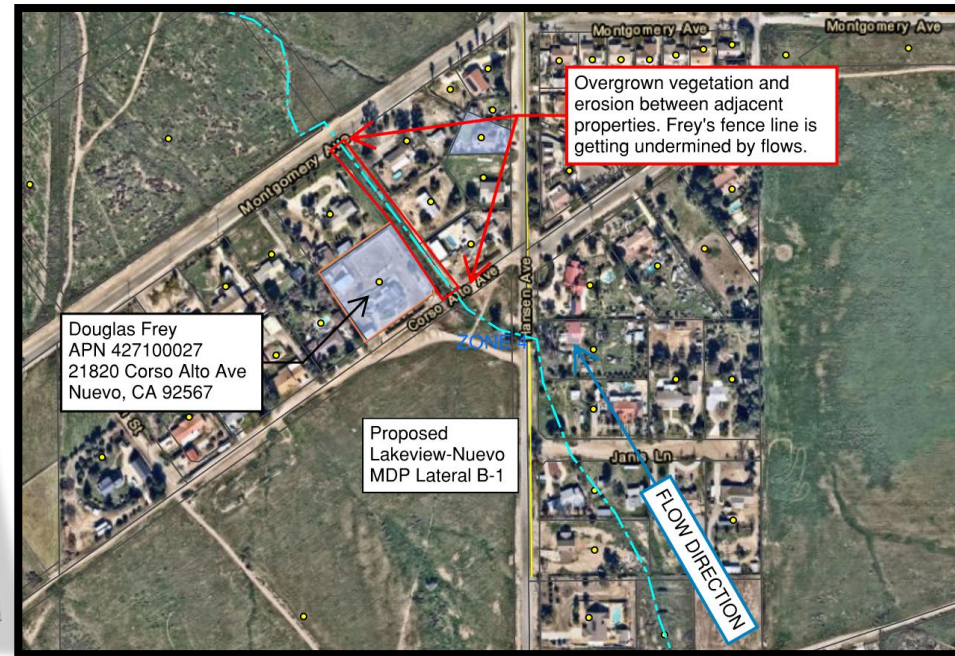 Montgomery Ave
Montgomery Ave
Overgrown vegetation and
erosion between adjacent
properties. Frey's fence line is
getting undermined by flows.
Montgomery Ave
Corso Alto Ave
Jansen Ave
ZONE 4
Douglas Frey
APN 427100027
21820 Corso Alto Ave
Nuevo, CA 92567
Proposed
Lakeview-Nuevo
MDP Lateral B-1
St
Janis Ln
FLOW DIRECTION